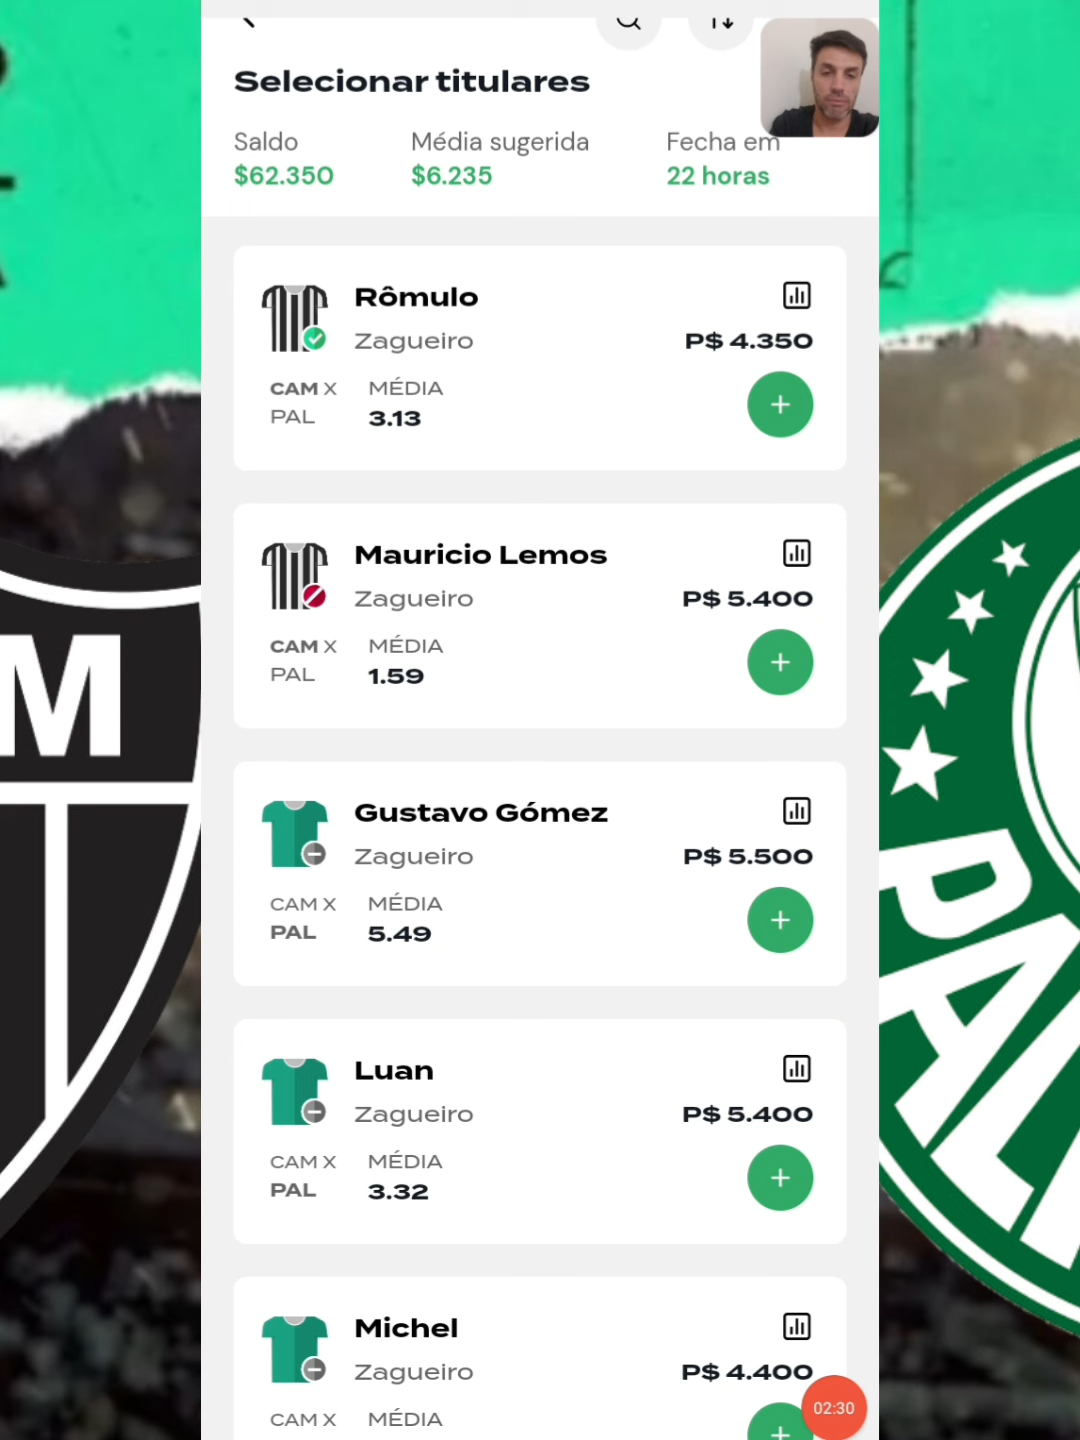 Selecionar titulares
Saldo
Média sugerida
Fecha em
$62.350
$6.235
22 horas
Rômulo
Zagueiro
P$ 4.350
CAM X
MÉDIA
PAL
3.13
Mauricio Lemos
Zagueiro
P$ 5.400
CAM X
MÉDIA
PAL
1.59
Gustavo Gómez
Zagueiro
P$ 5.500
CAM X
MÉDIA
PAL
5.49
Luan
Zagueiro
P$ 5.400
CAM X
MÉDIA
PAL
3.32
Michel
Zagueiro
P$ 4.400
CAM X
MÉDIA
02:30
M
PALM